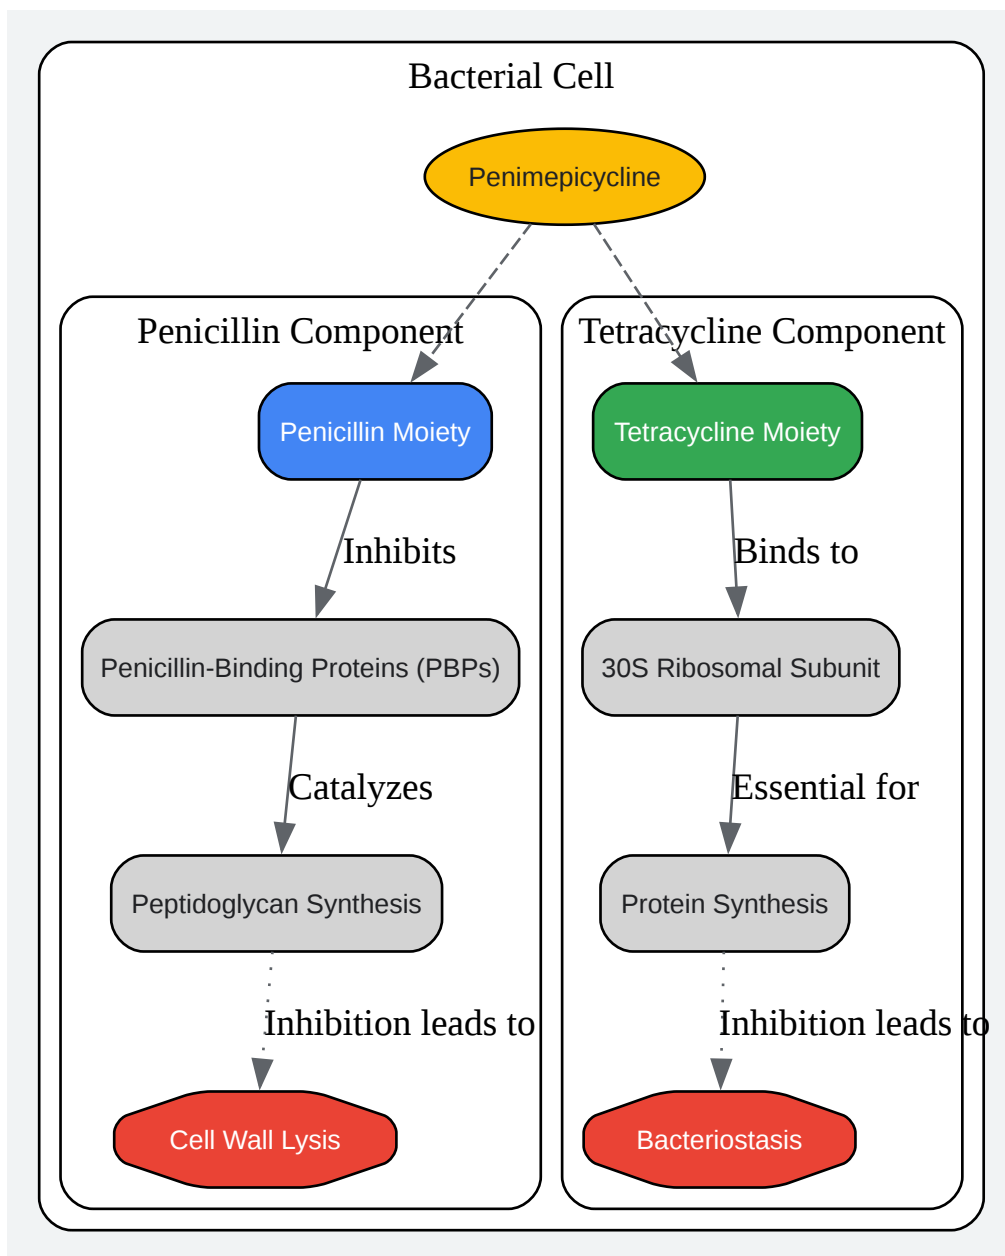 Bacterial Cell
Penimepicycline
Penicillin Component
Penicillin Moiety
Inhibits
Penicillin-Binding Proteins (PBPs)
Catalyzes
Peptidoglycan Synthesis
Inhibition leads to
Cell Wall Lysis
Tetracycline Component
Tetracycline Moiety
Binds to
30S Ribosomal Subunit
Essential for
Protein Synthesis
Inhibition leads to
Bacteriostasis